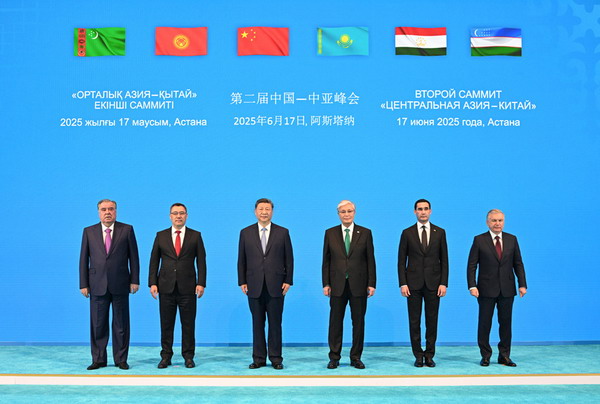 «ОРТАЛЫҚ АЗИЯ–ҚЫТАЙ»
ЕКІНШІ САММИТІ
2025 жылғы 17 маусым, Астана
第二届中国—中亚峰会
2025年6月17日, 阿斯塔纳
ВТОРОЙ САММИТ
«ЦЕНТРАЛЬНАЯ АЗИЯ–КИТАЙ»
17 июня 2025 года, Астана